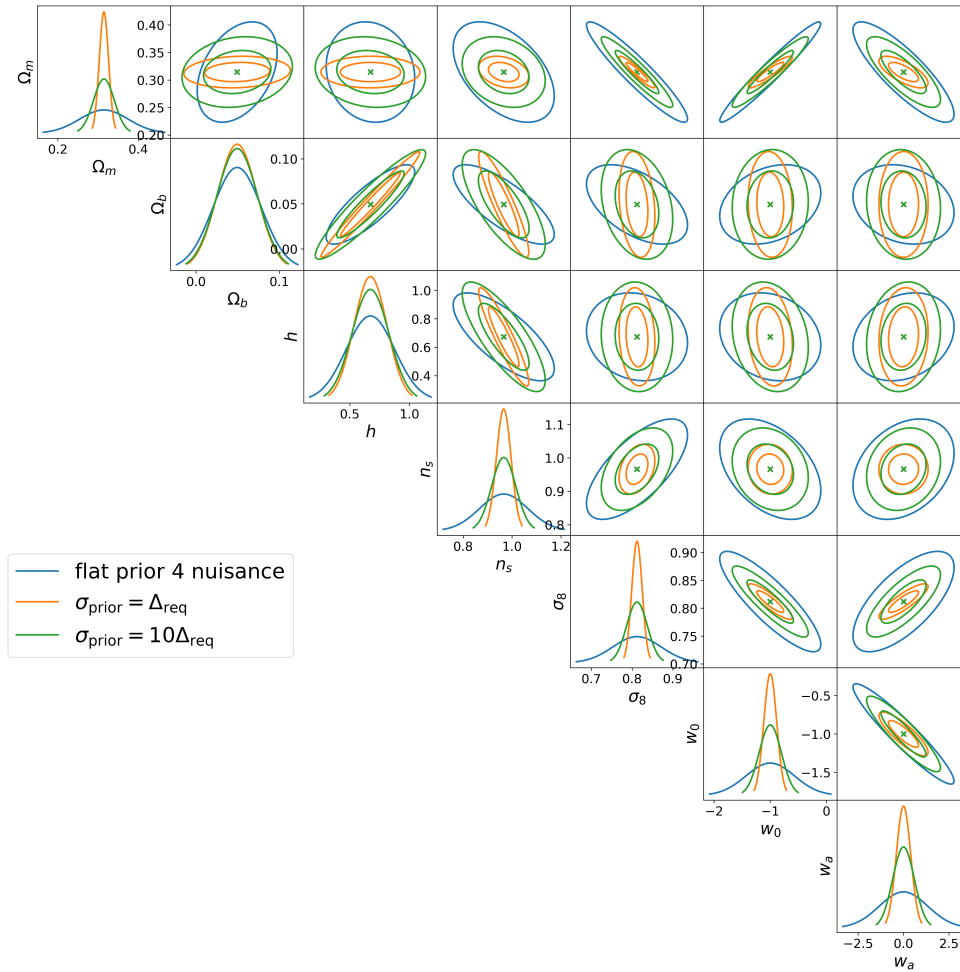 0.40
0.35
0.30
0.25
0.20
Ω_m
0.2 0.4
Ω_m
0.10
0.05
0.00
Ω_b
0.0 0.1
Ω_b
1.0
0.8
0.6
0.4
h
0.5 1.0
h
1.1
1.0
0.9
0.8
n_s
0.8 1.0 1.2
n_s
flat prior 4 nuisance
σ_prior = Δ_req
σ_prior = 10Δ_req
0.90
0.85
0.80
0.75
0.70
σ_8
0.7 0.8 0.9
σ_8
−0.5
−1.0
−1.5
w_0
−2 −1 0
w_0
w_a
−2.5 0.0 2.5
w_a